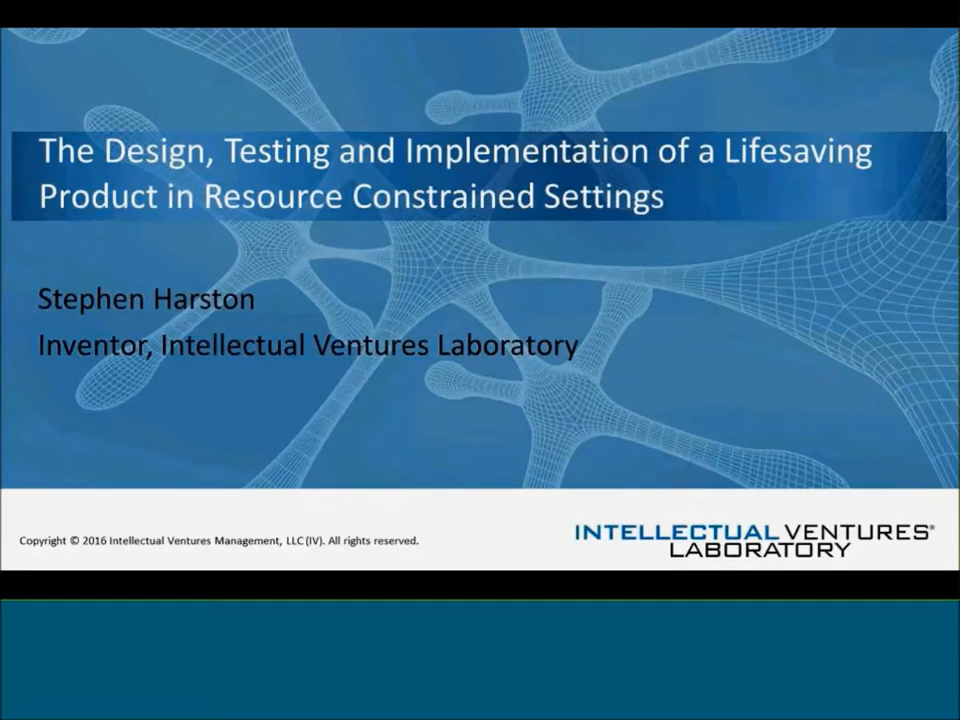 The Design, Testing and Implementation of a Lifesaving
Product in Resource Constrained Settings
Stephen Harston
Inventor, Intellectual Ventures Laboratory
Copyright © 2016 Intellectual Ventures Management, LLC (IV). All rights reserved.
INTELLECTUAL VENTURES®
LABORATORY